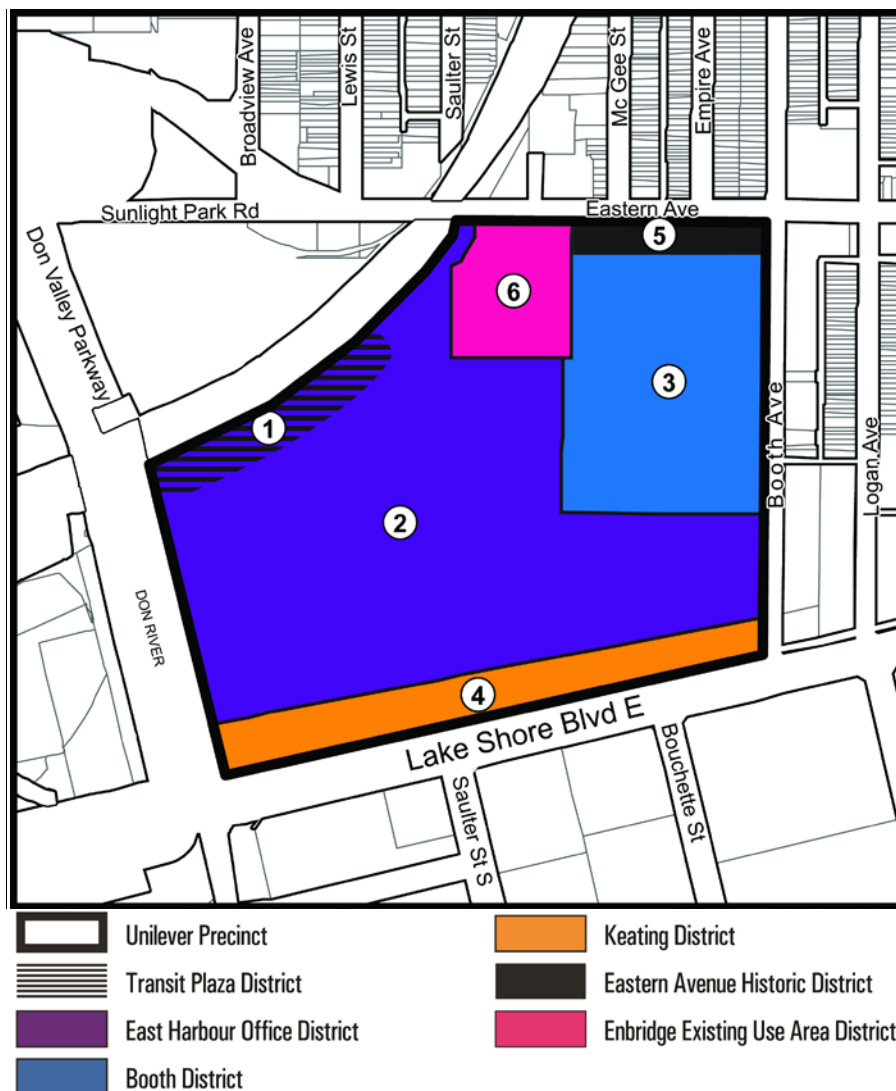 Broadview Ave
Lewis St
Saulter St
Mc Gee St
Empire Ave
Sunlight Park Rd
Eastern Ave
5
6
Don Valley Parkway
3
1
Booth Ave
Logan Ave
2
DON RIVER
4
Lake Shore Blvd E
Saulter St S
Bouchette St
Unilever Precinct
Transit Plaza District
East Harbour Office District
Booth District
Keating District
Eastern Avenue Historic District
Enbridge Existing Use Area District